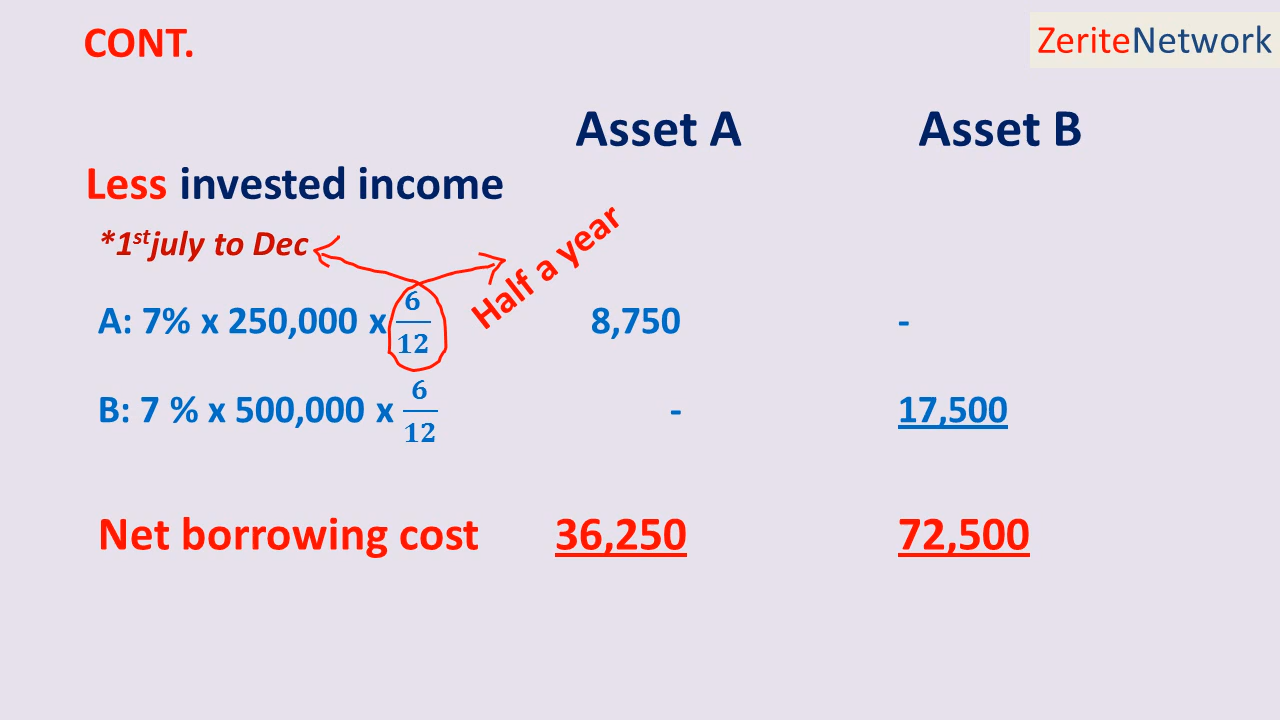 CONT.
ZeriteNetwork
Asset A Asset B
Less invested income
*1st july to Dec
Half a year
A: 7% x 250,000 x 6/12 8,750 -
B: 7 % x 500,000 x 6/12 - 17,500
Net borrowing cost 36,250 72,500